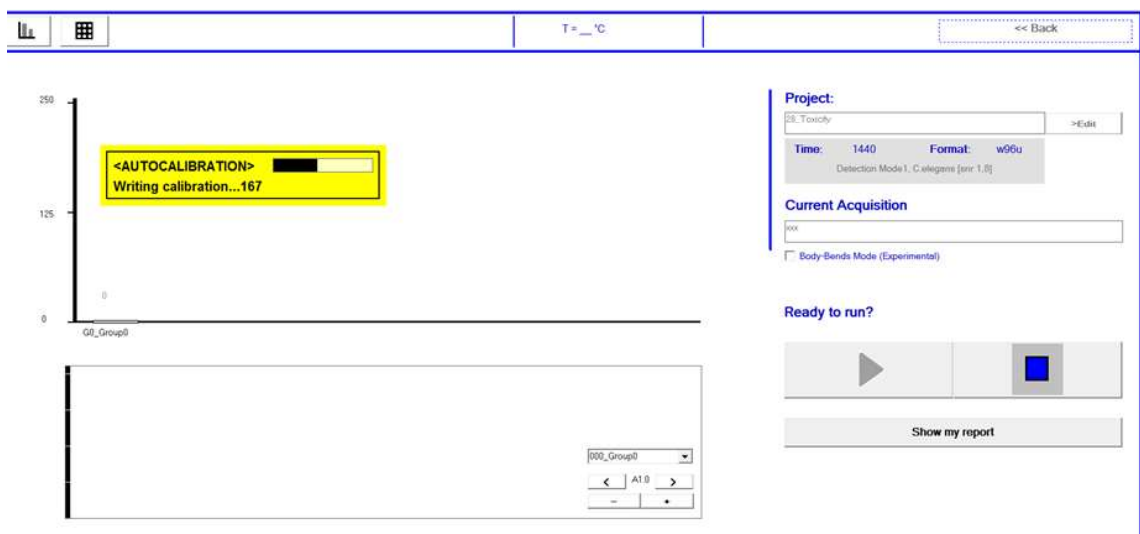 T = __ °C
<< Back
250
125
0
<AUTOCALIBRATION>
Writing calibration...167
0
G0_Group0
Project:
28_Toxicity
>Edit
Time: 1440 Format: w96u
Detection Mode1, C.elegans [snr 1,0]
Current Acquisition
xxx
Body-Bends Mode (Experimental)
Ready to run?
Show my report
000_Group0
< A1.0 >
- +